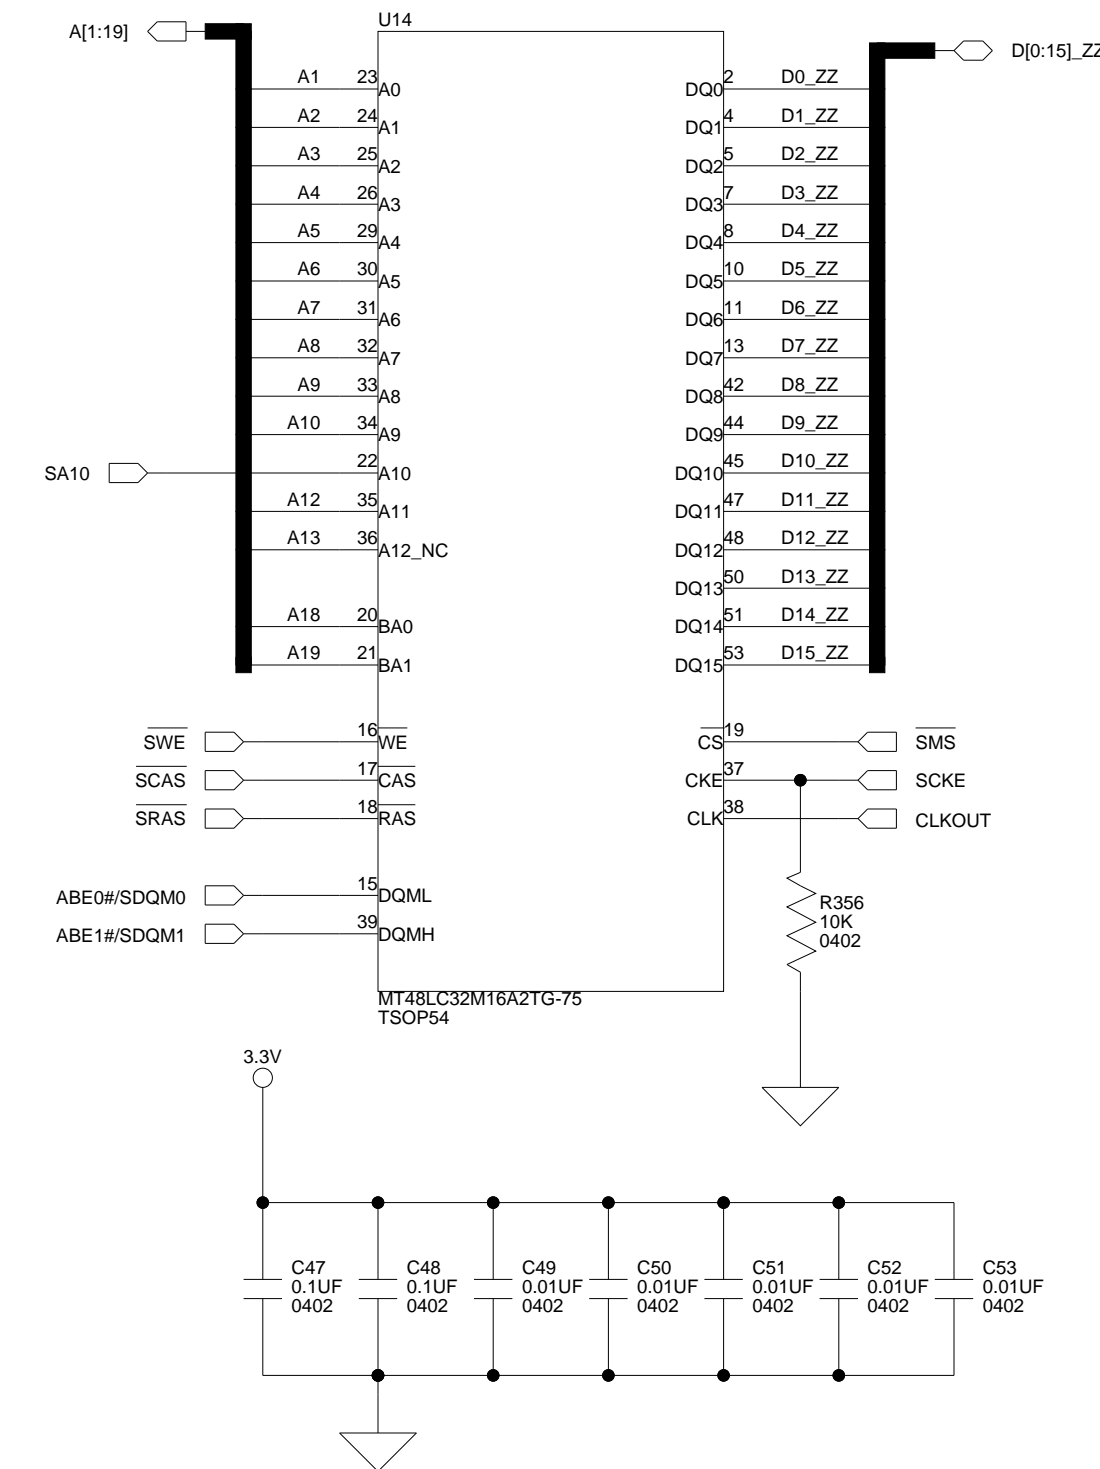 U14
A[1:19]
D[0:15]_ZZ
A1 23 A0 DQ0 2 D0_ZZ
A2 24 A1 DQ1 4 D1_ZZ
A3 25 A2 DQ2 5 D2_ZZ
A4 26 A3 DQ3 7 D3_ZZ
A5 29 A4 DQ4 8 D4_ZZ
A6 30 A5 DQ5 10 D5_ZZ
A7 31 A6 DQ6 11 D6_ZZ
A8 32 A7 DQ7 13 D7_ZZ
A9 33 A8 DQ8 42 D8_ZZ
A10 34 A9 DQ9 44 D9_ZZ
SA10 22 A10 DQ10 45 D10_ZZ
A12 35 A11 DQ11 47 D11_ZZ
A13 36 A12_NC DQ12 48 D12_ZZ
DQ13 50 D13_ZZ
A18 20 BA0 DQ14 51 D14_ZZ
A19 21 BA1 DQ15 53 D15_ZZ
SWE 16 WE CS 19 SMS
SCAS 17 CAS CKE 37 SCKE
SRAS 18 RAS CLK 38 CLKOUT
ABE0#/SDQM0 15 DQML
ABE1#/SDQM1 39 DQMH
R356
10K
0402
MT48LC32M16A2TG-75
TSOP54
3.3V
C47 C48 C49 C50 C51 C52 C53
0.1UF 0.1UF 0.01UF 0.01UF 0.01UF 0.01UF 0.01UF
0402 0402 0402 0402 0402 0402 0402